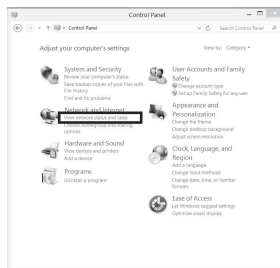 Control Panel
Control Panel
Search Control Panel
Adjust your computer's settings
View by: Category
System and Security
Review your computer's status
Save backup copies of your files with
File History
Find and fix problems
Network and Internet
View network status and tasks
Choose homegroup and sharing
options
Hardware and Sound
View devices and printers
Add a device
Programs
Uninstall a program
User Accounts and Family
Safety
Change account type
Set up Family Safety for any user
Appearance and
Personalization
Change the theme
Change desktop background
Adjust screen resolution
Clock, Language, and
Region
Add a language
Change input methods
Change date, time, or number
formats
Ease of Access
Let Windows suggest settings
Optimize visual display